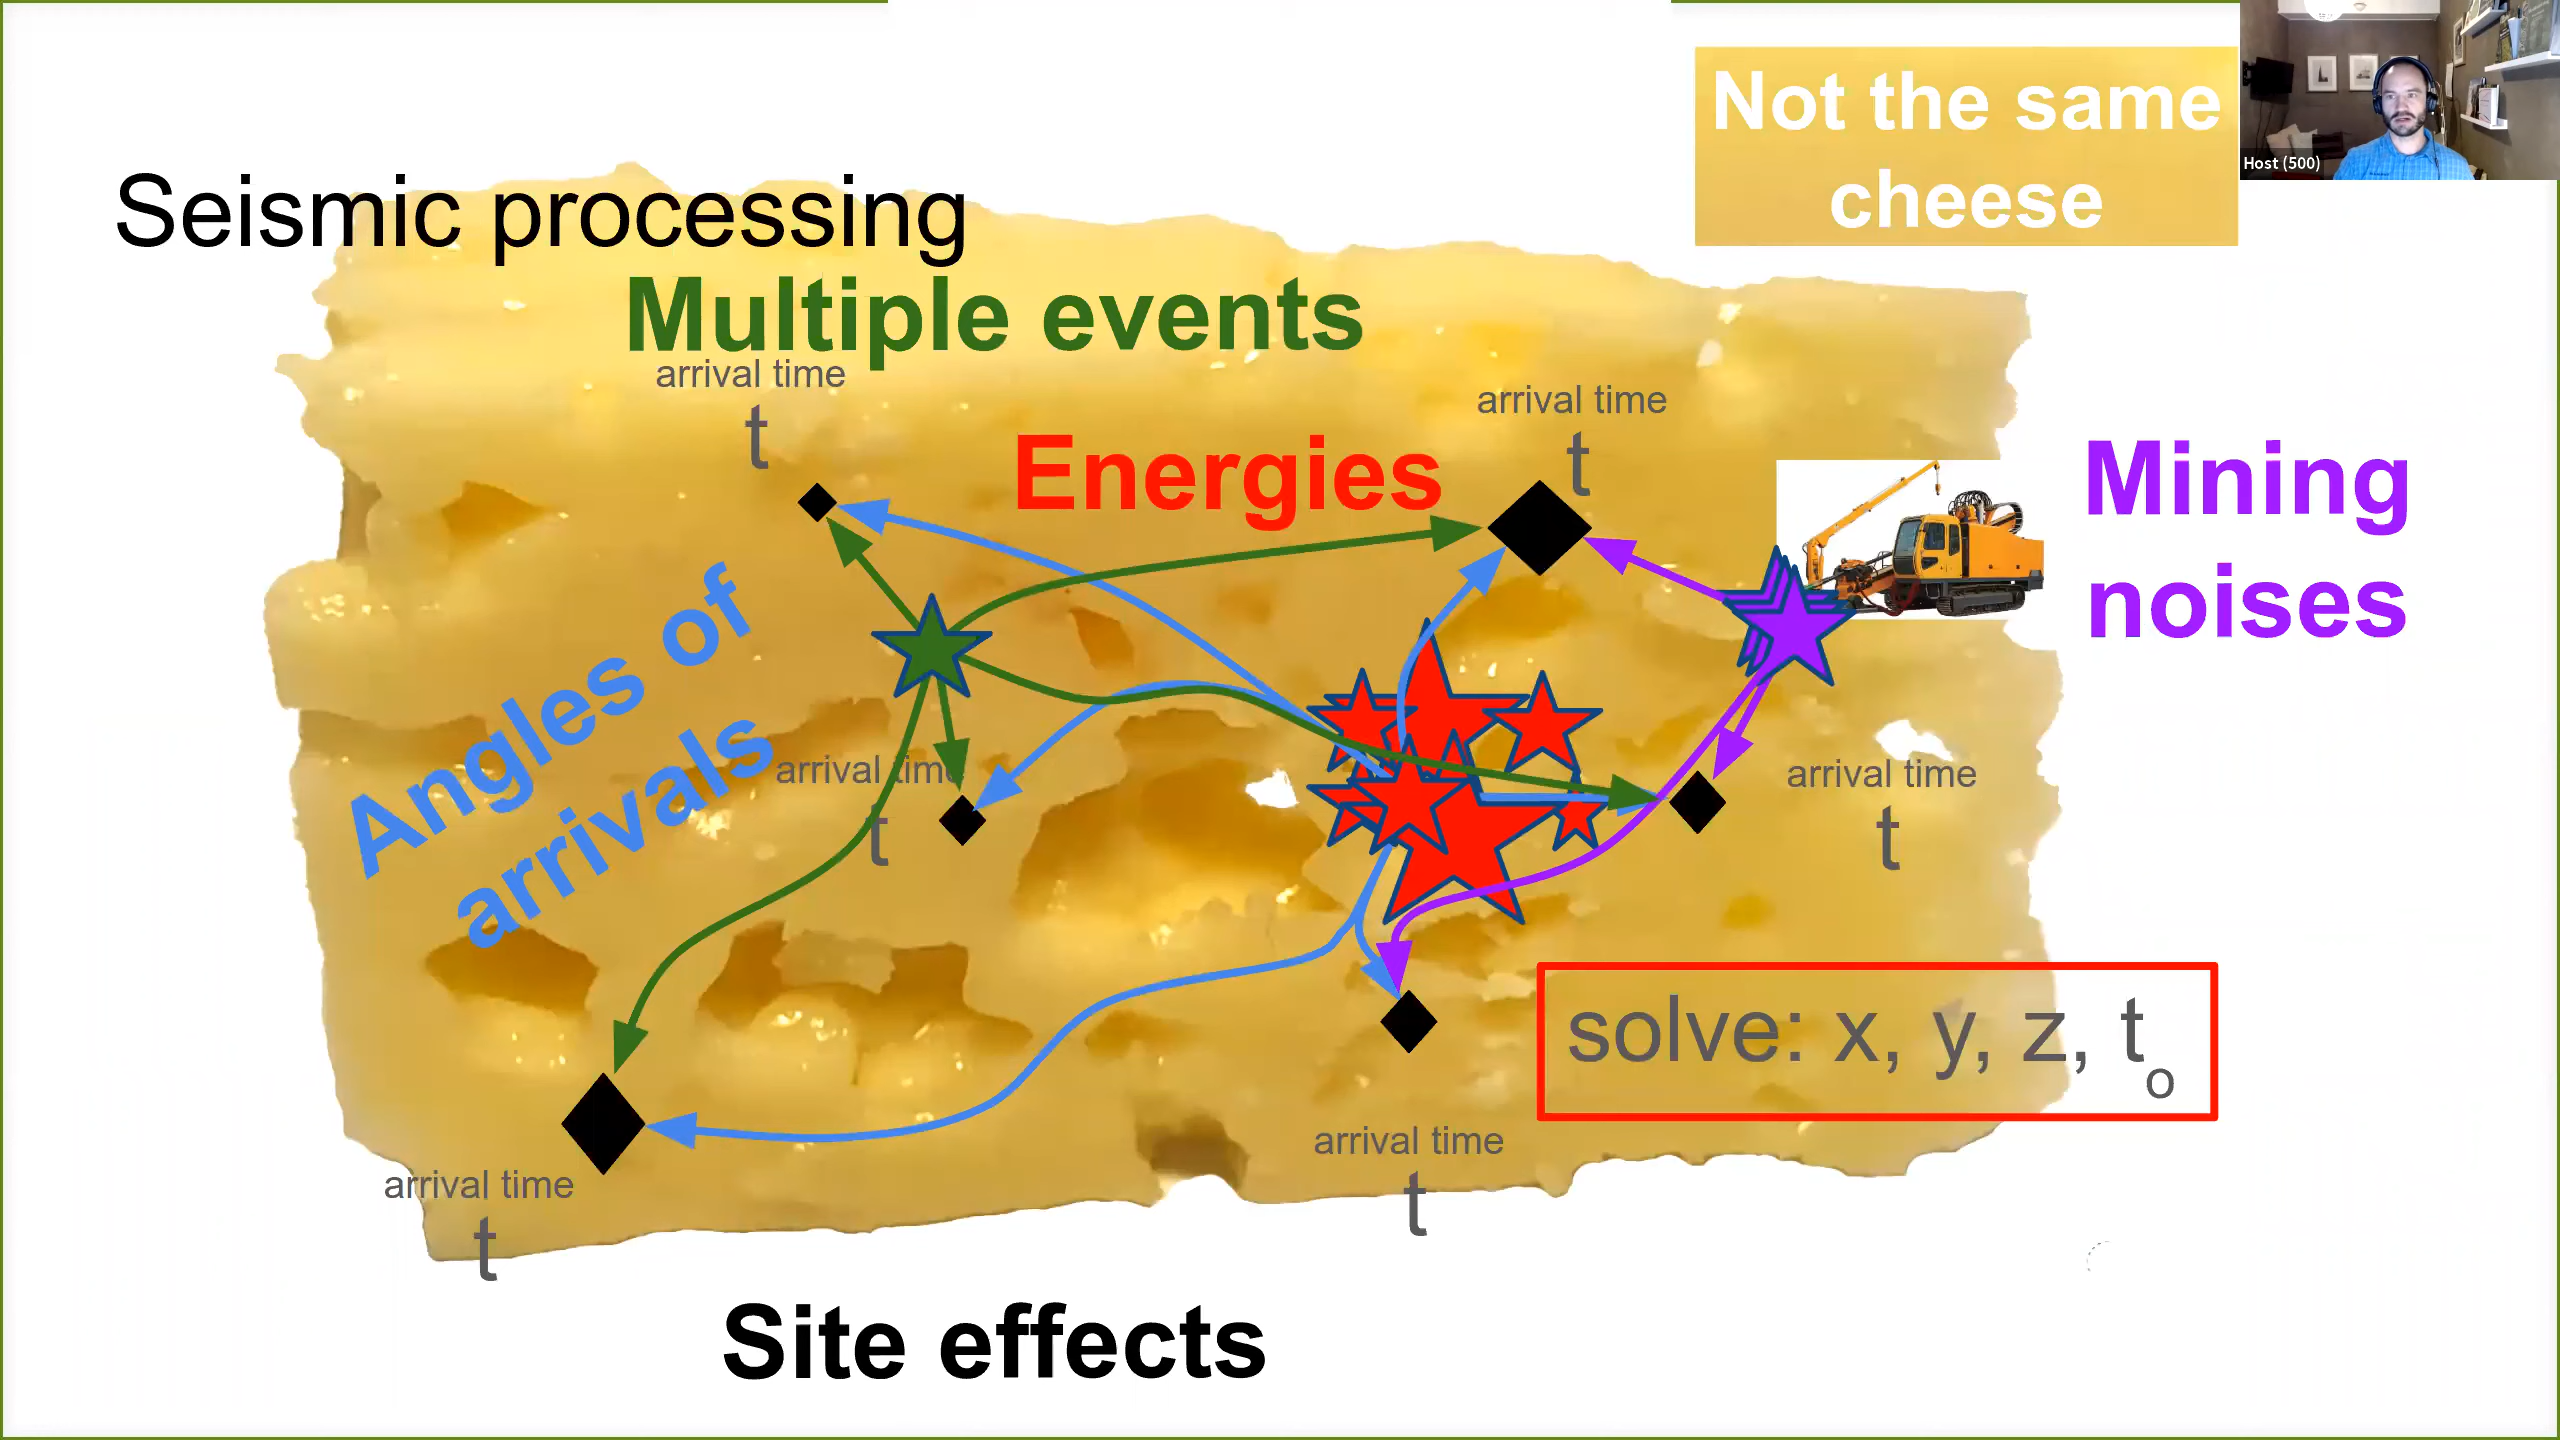 Not the same
cheese
Host (500)
Seismic processing
Multiple events
arrival time
t
arrival time
t
Energies
Mining
noises
Angles of
arrivals
arrival time
t
arrival time
t
solve: x, y, z, to
arrival time
t
arrival time
t
Site effects